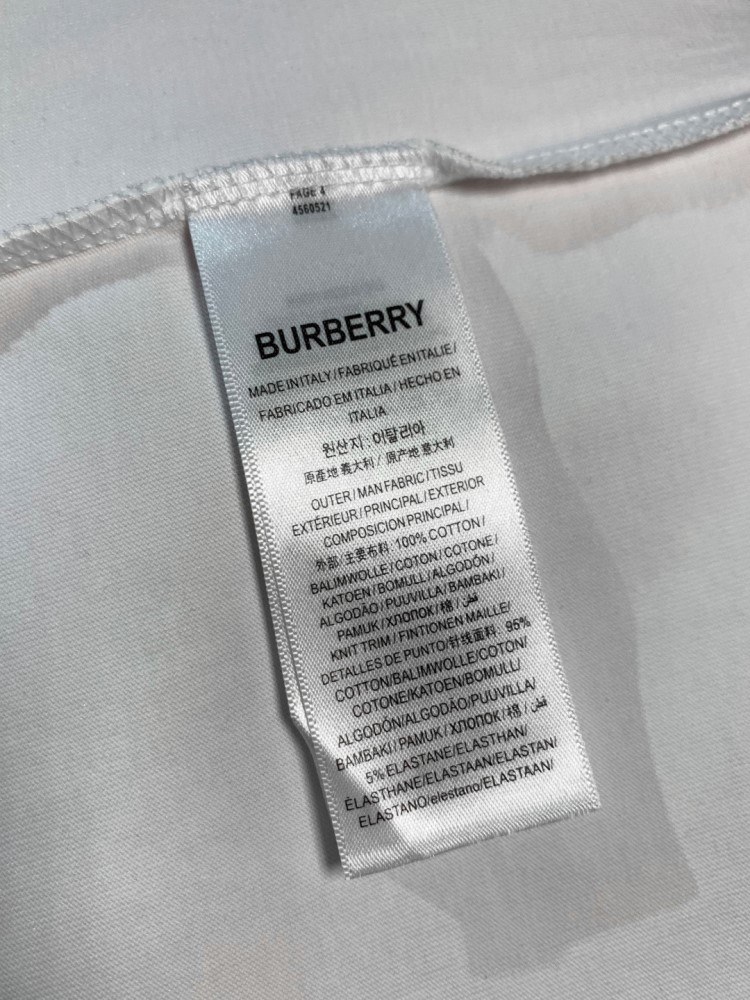 PAGE 4
4560521
BURBERRY
MADE IN ITALY / FABRIQUÉ EN ITALIE /
FABRICADO EM ITALIA / HECHO EN
ITALIA
원산지 : 이탈리아
原產地 義大利 / 原产地 意大利
OUTER / MAN FABRIC / TISSU
EXTÉRIEUR / PRINCIPAL / EXTERIOR
COMPOSICION PRINCIPAL /
外部 / 主要布料: 100% COTTON /
BALIMWOLLE / COTON / COTONE /
KATOEN / BOMULL / ALGODÓN /
ALGODÃO / PUUVILLA / BAMBAKI /
PAMUK / ХЛОПОК / 棉 / قطن
KNIT TRIM / FINTIONEN MAILLE /
DETALLES DE PUNTO / 针线面料: 95%
COTTON/BALIMWOLLE/COTON/
COTONE/KATOEN/BOMULL/
ALGODÓN/ALGODÃO/PUUVILLA/
BAMBAKI / PAMUK / ХЛОПОК / 棉 / قطن
5% ELASTANE/ELASTHAN/
ÈLASTHANE/ELASTAAN/ELASTAN/
ELASTANO/elestano/ELASTAAN/